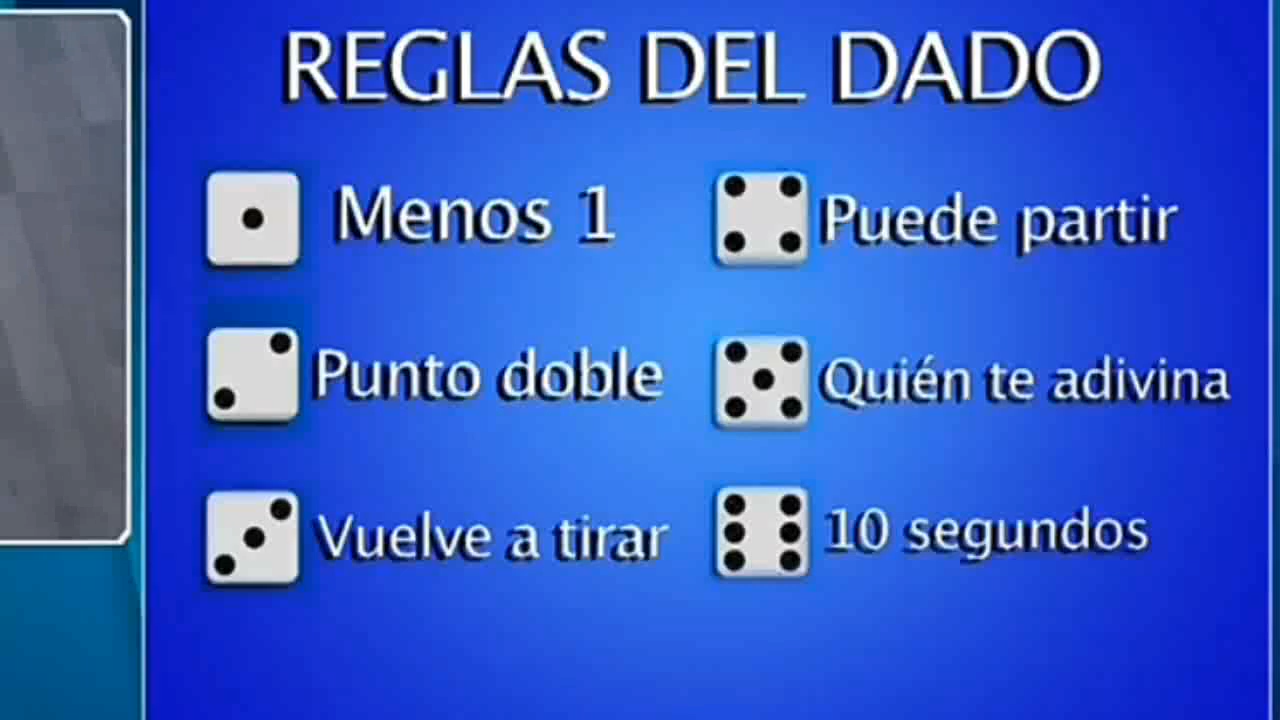 REGLAS DEL DADO
Menos 1
Punto doble
Vuelve a tirar
Puede partir
Quién te adivina
10 segundos